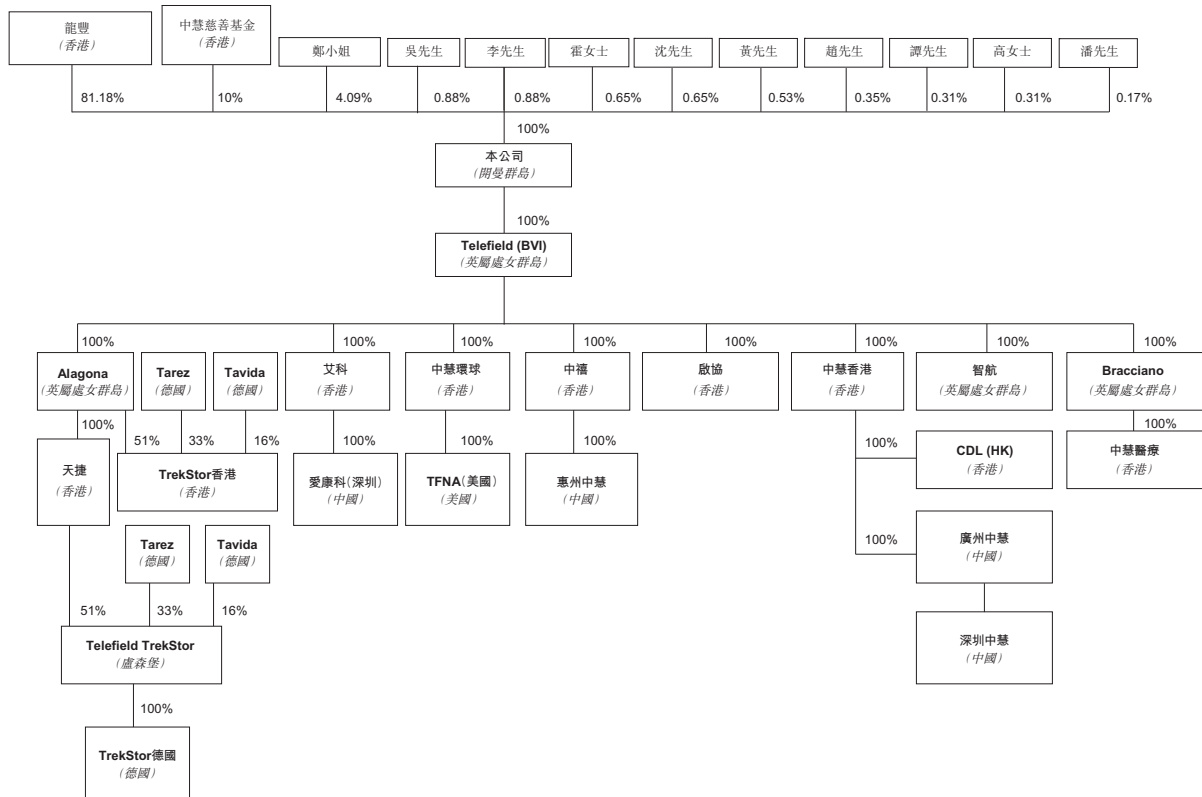 龍豐
(香港)
中慧慈善基金
(香港)
鄭小姐
吳先生
李先生
霍女士
沈先生
黃先生
趙先生
譚先生
高女士
潘先生
81.18%
10%
4.09%
0.88%
0.88%
0.65%
0.65%
0.53%
0.35%
0.31%
0.31%
0.17%
100%
本公司
(開曼群島)
100%
Telefield (BVI)
(英屬處女群島)
100%
100%
100%
100%
100%
100%
100%
100%
Alagona
(英屬處女群島)
Tarez
(德國)
Tavida
(德國)
艾科
(香港)
中慧環球
(香港)
中禧
(香港)
啟協
(香港)
中慧香港
(香港)
智航
(英屬處女群島)
Bracciano
(英屬處女群島)
100%
51%
33%
16%
100%
100%
100%
100%
100%
天捷
(香港)
TrekStor香港
(香港)
愛康科(深圳)
(中國)
TFNA(美國)
(美國)
惠州中慧
(中國)
CDL (HK)
(香港)
中慧醫療
(香港)
Tarez
(德國)
Tavida
(德國)
100%
廣州中慧
(中國)
51%
33%
16%
Telefield TrekStor
(盧森堡)
深圳中慧
(中國)
100%
TrekStor德國
(德國)